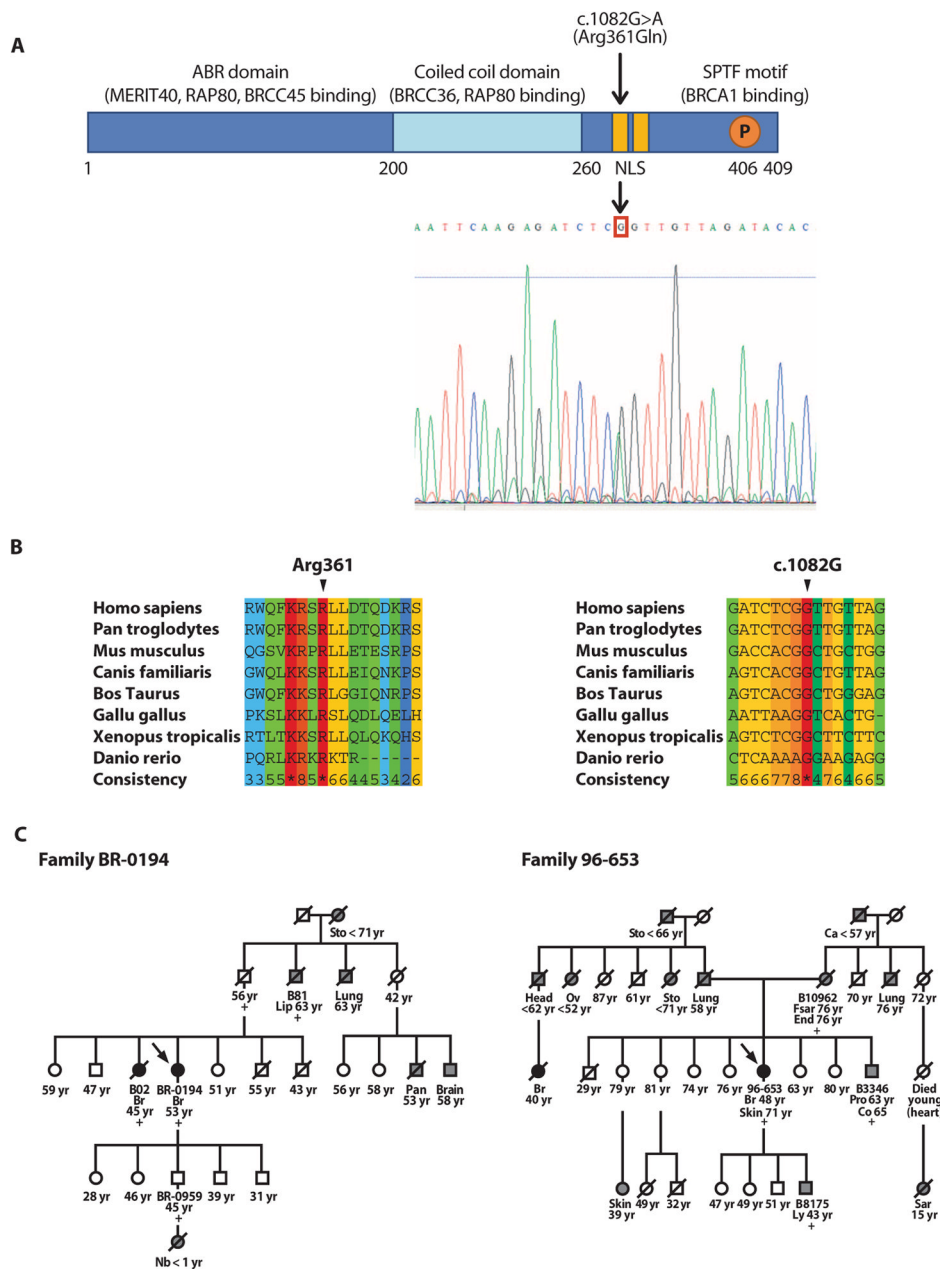 A
c.1082G>A
(Arg361Gln)
ABR domain
(MERIT40, RAP80, BRCC45 binding)
Coiled coil domain
(BRCC36, RAP80 binding)
SPTF motif
(BRCA1 binding)
P
1
200
260
NLS
406
409
A A T T C A A G A G A T C T C G G T T G T T A G A T A C A C
B
Arg361
Homo sapiens RWQFKRSRLLDTQDKRS
Pan troglodytes RWQFKRSRLLDTQDKRS
Mus musculus QGSVKRPRLLETESRPS
Canis familiaris GWQLKKSRLLEIQNKPS
Bos Taurus GWQFKKSRLGGIQNRPS
Gallu gallus PKSLKKLRSLQDLQELH
Xenopus tropicalis RTLTKKSRLLQLQKQHS
Danio rerio PQRLKRKRKTR------
Consistency 3355*85*664453426
c.1082G
Homo sapiens GATCTCGGTTGTTAG
Pan troglodytes GATCTCGGTTGTTAG
Mus musculus GACCACGGCTGCTGG
Canis familiaris AGTCACGGCTGTTAG
Bos Taurus AGTCACGGCTGGGAG
Gallu gallus AATTAAGGTCACTG-
Xenopus tropicalis AGTCTCGGCTTCTTC
Danio rerio CTCAAAAGGAAGAGG
Consistency 5666778*4764665
C
Family BR-0194
Sto < 71 yr
56 yr
+
B81
Lip 63 yr
+
Lung
63 yr
42 yr
59 yr
47 yr
B02
Br
45 yr
+
BR-0194
Br
53 yr
+
51 yr
55 yr
43 yr
56 yr
58 yr
Pan
53 yr
Brain
58 yr
28 yr
46 yr
BR-0959
45 yr
+
39 yr
31 yr
Nb < 1 yr
Family 96-653
Sto < 66 yr
Ca < 57 yr
Head
<62 yr
Ov
<52 yr
87 yr
61 yr
Sto
<71 yr
Lung
58 yr
B10962
Fsar 76 yr
End 76 yr
+
70 yr
Lung
76 yr
72 yr
Br
40 yr
29 yr
79 yr
81 yr
74 yr
76 yr
96-653
Br 48 yr
Skin 71 yr
+
63 yr
80 yr
B3346
Pro 63 yr
Co 65
+
Died
young
(heart)
Skin
39 yr
49 yr
32 yr
47 yr
49 yr
51 yr
B8175
Ly 43 yr
+
Sar
15 yr